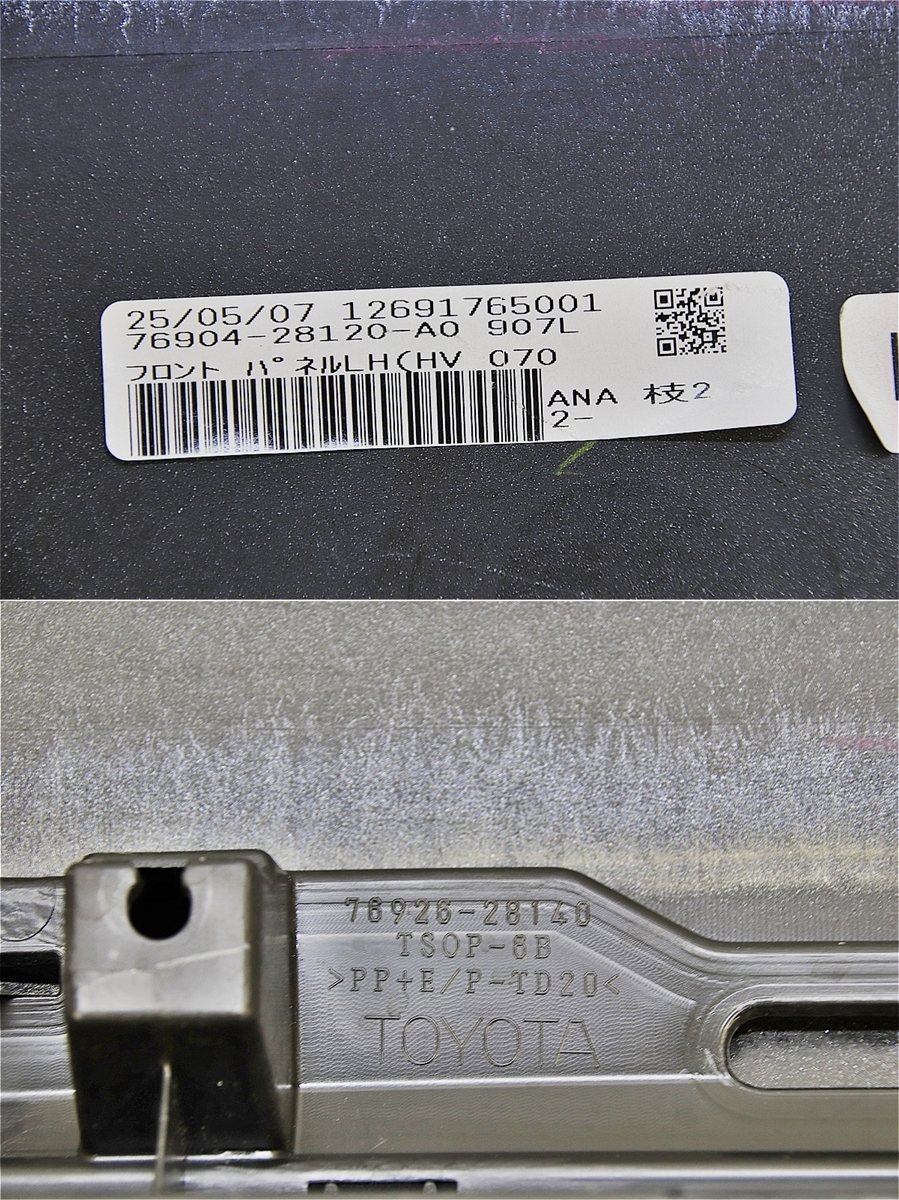 25/05/07 12691765001
76904-28120-A0 907L
フロント パネルLH(HV 070
ANA 枝2
2-
76926-28140
TSOP-6B
>PP+E/P-TD20<
TOYOTA